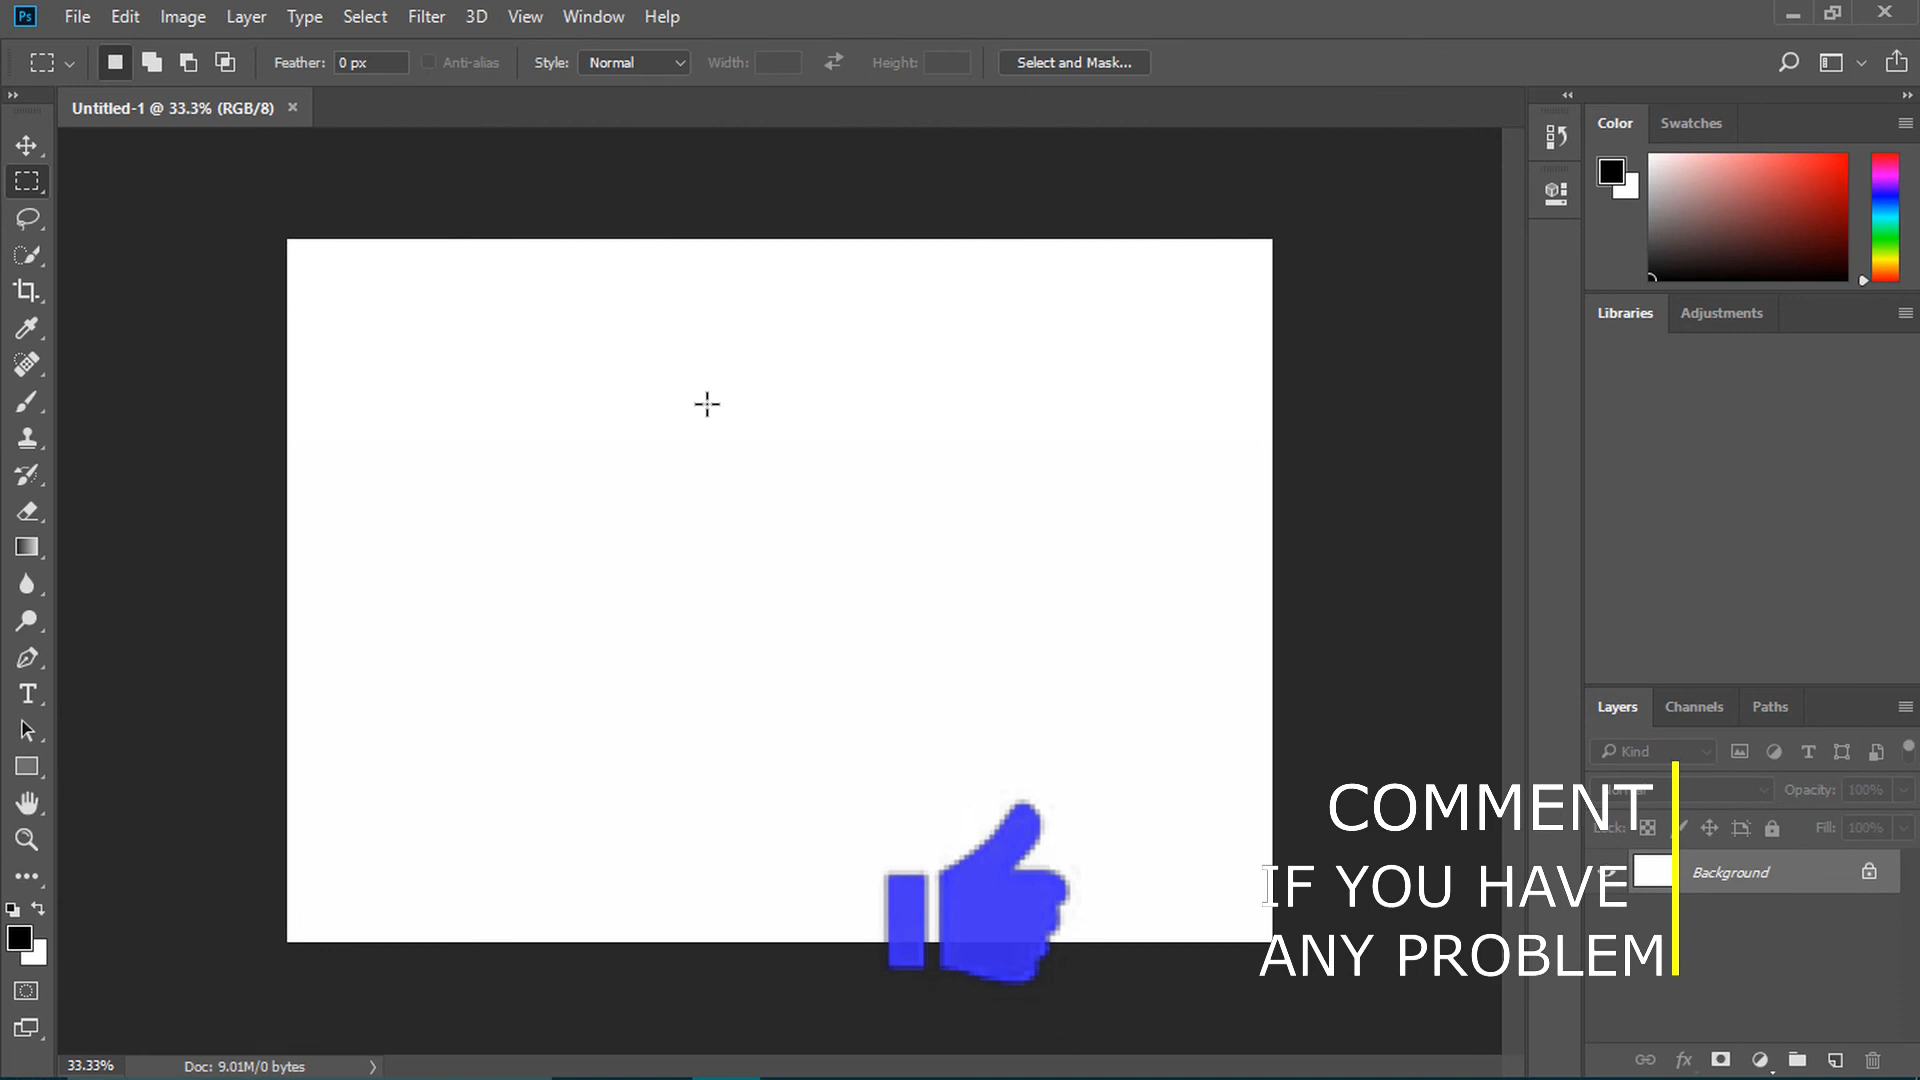 Ps File Edit Image Layer Type Select Filter 3D View Window Help
Feather: 0 px Anti-alias Style: Normal Width: Height: Select and Mask...
Untitled-1 @ 33.3% (RGB/8) ×
Color Swatches
Libraries Adjustments
Layers Channels Paths
Kind
Opacity: 100%
Lock: Fill: 100%
Background
COMMENT
IF YOU HAVE
ANY PROBLEM
33.33% Doc: 9.01M/0 bytes
fx